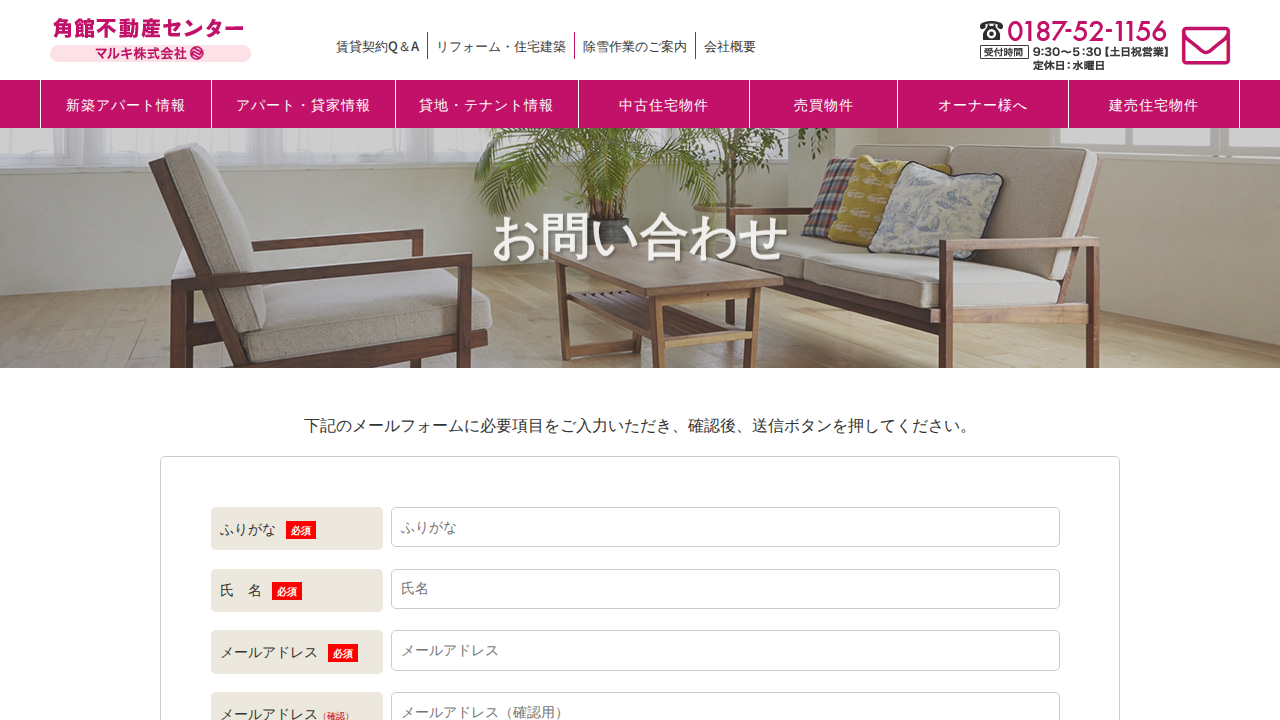 角館不動産センター
マルキ株式会社
賃貸契約Q＆A
リフォーム・住宅建築
除雪作業のご案内
会社概要
0187-52-1156
受付時間 9:30～5:30【土日祝営業】
定休日：水曜日
新築アパート情報
アパート・貸家情報
貸地・テナント情報
中古住宅物件
売買物件
オーナー様へ
建売住宅物件
お問い合わせ
下記のメールフォームに必要項目をご入力いただき、確認後、送信ボタンを押してください。
ふりがな 必須
ふりがな
氏　名 必須
氏名
メールアドレス 必須
メールアドレス
メールアドレス（確認）
メールアドレス（確認用）